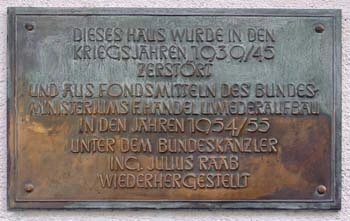 DIESES HAUS WURDE IN DEN
KRIEGSJAHREN 1939/45
ZERSTÖRT
UND AUS FONDSMITTELN DES BUNDES-
MINISTERIUMS F. HANDEL U. WIEDERAUFBAU
IN DEN JAHREN 1954/55
UNTER DEM BUNDESKANZLER
ING. JULIUS RAAB
WIEDERHERGESTELLT